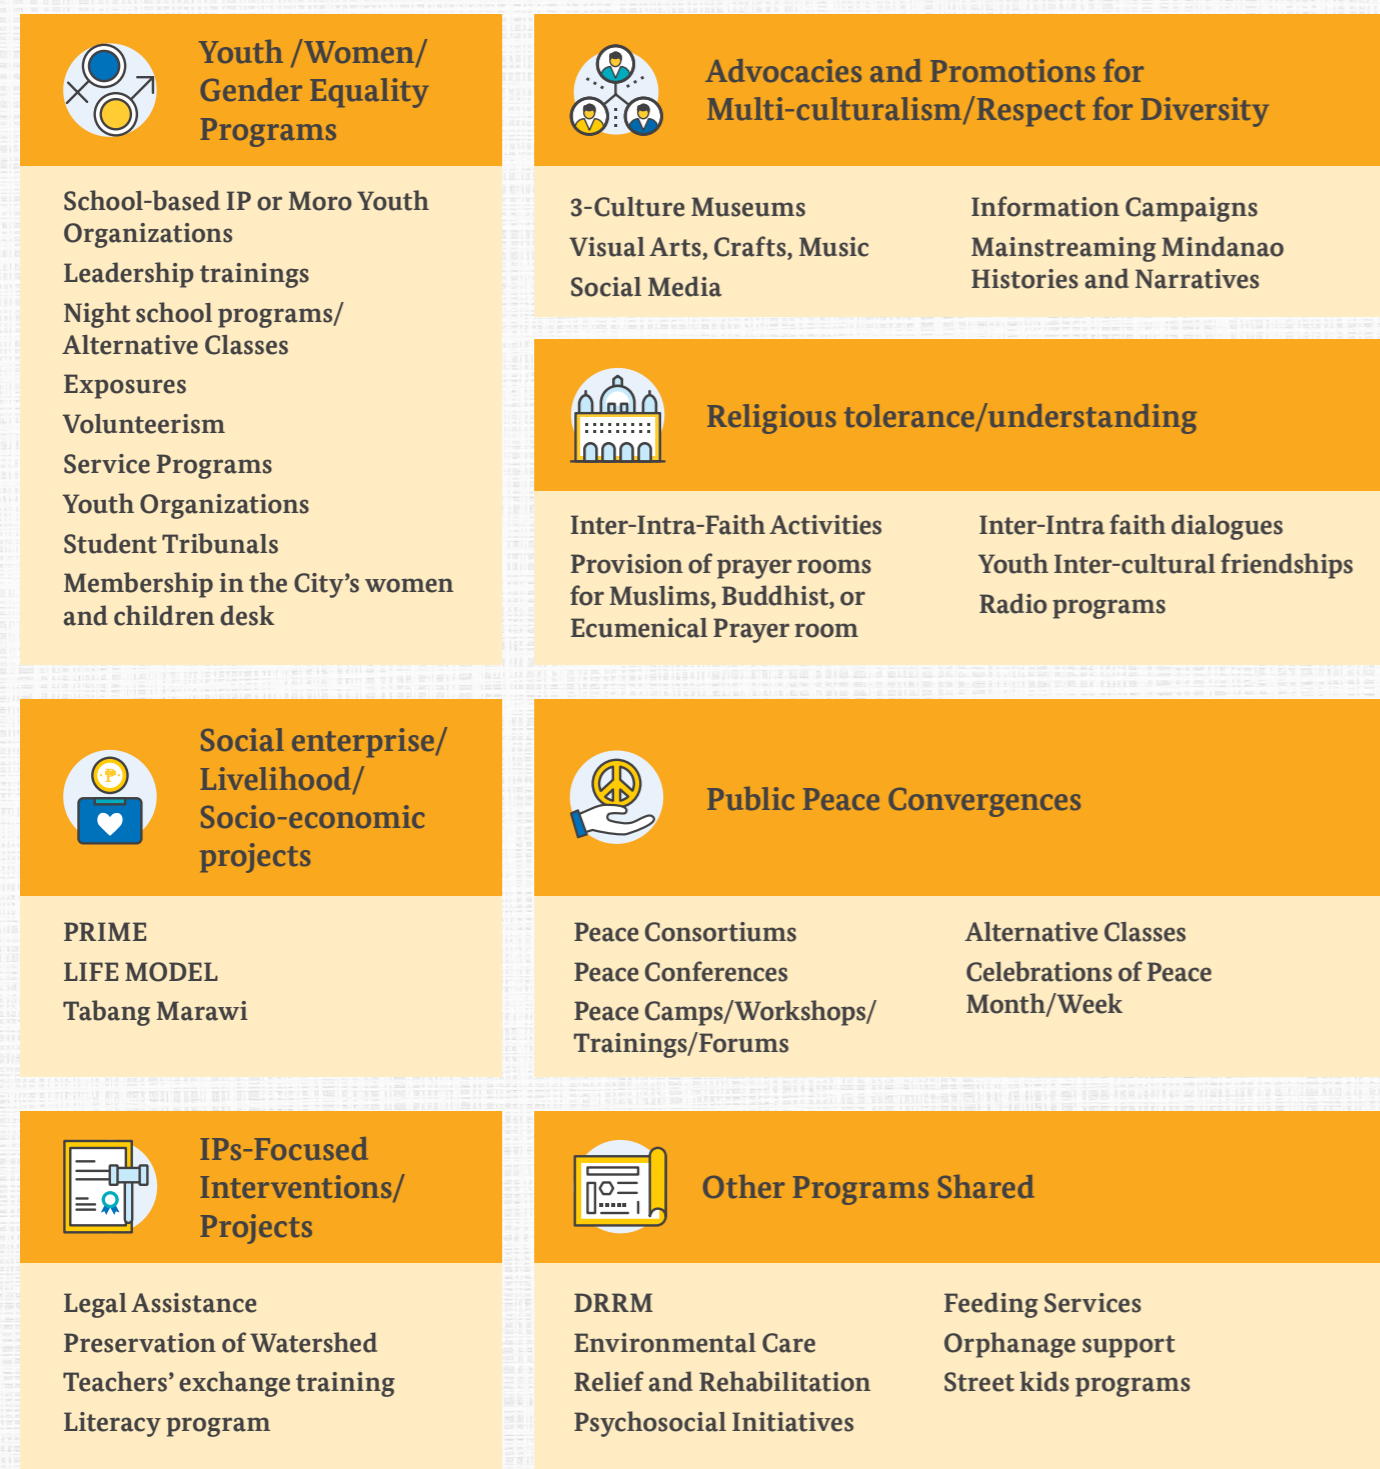 Youth /Women/
Gender Equality
Programs
School-based IP or Moro Youth
Organizations
Leadership trainings
Night school programs/
Alternative Classes
Exposures
Volunteerism
Service Programs
Youth Organizations
Student Tribunals
Membership in the City’s women
and children desk
Advocacies and Promotions for
Multi-culturalism/Respect for Diversity
3-Culture Museums
Visual Arts, Crafts, Music
Social Media
Information Campaigns
Mainstreaming Mindanao
Histories and Narratives
Religious tolerance/understanding
Inter-Intra-Faith Activities
Provision of prayer rooms
for Muslims, Buddhist, or
Ecumenical Prayer room
Inter-Intra faith dialogues
Youth Inter-cultural friendships
Radio programs
Social enterprise/
Livelihood/
Socio-economic
projects
PRIME
LIFE MODEL
Tabang Marawi
Public Peace Convergences
Peace Consortiums
Peace Conferences
Peace Camps/Workshops/
Trainings/Forums
Alternative Classes
Celebrations of Peace
Month/Week
IPs-Focused
Interventions/
Projects
Legal Assistance
Preservation of Watershed
Teachers’ exchange training
Literacy program
Other Programs Shared
DRRM
Environmental Care
Relief and Rehabilitation
Psychosocial Initiatives
Feeding Services
Orphanage support
Street kids programs